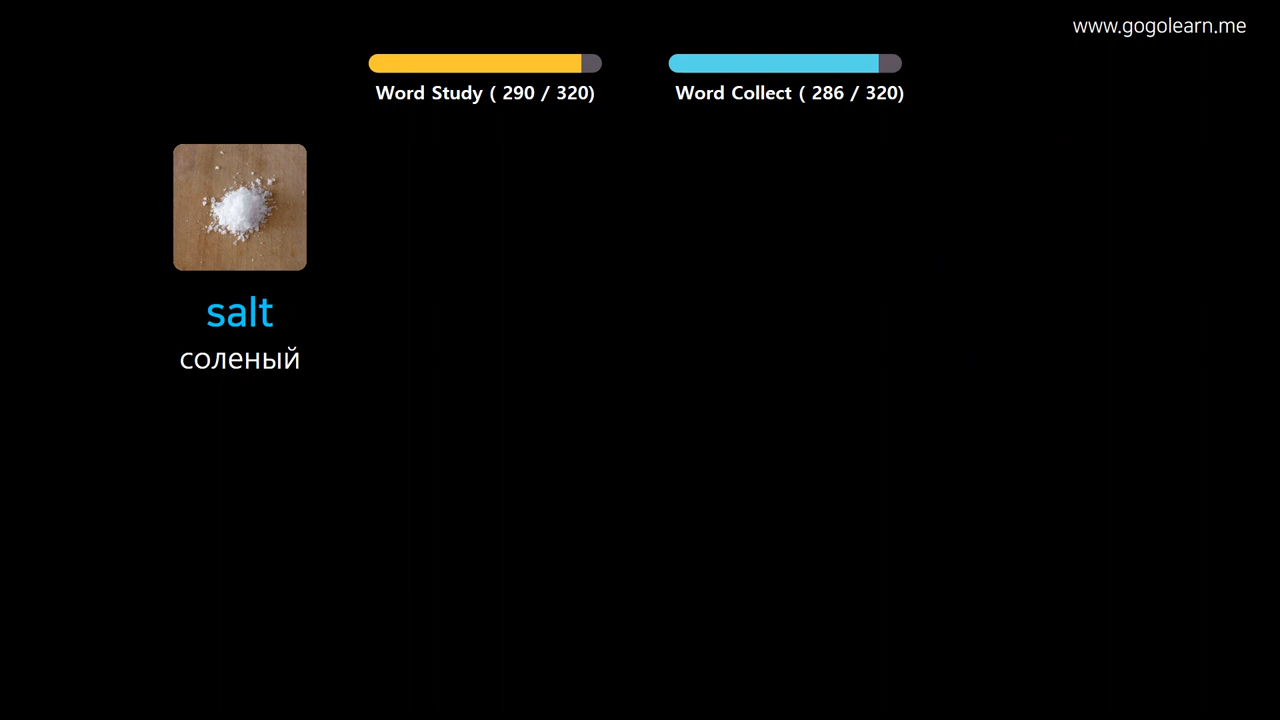 www.gogolearn.me
Word Study ( 290 / 320)
Word Collect ( 286 / 320)
salt
соленый